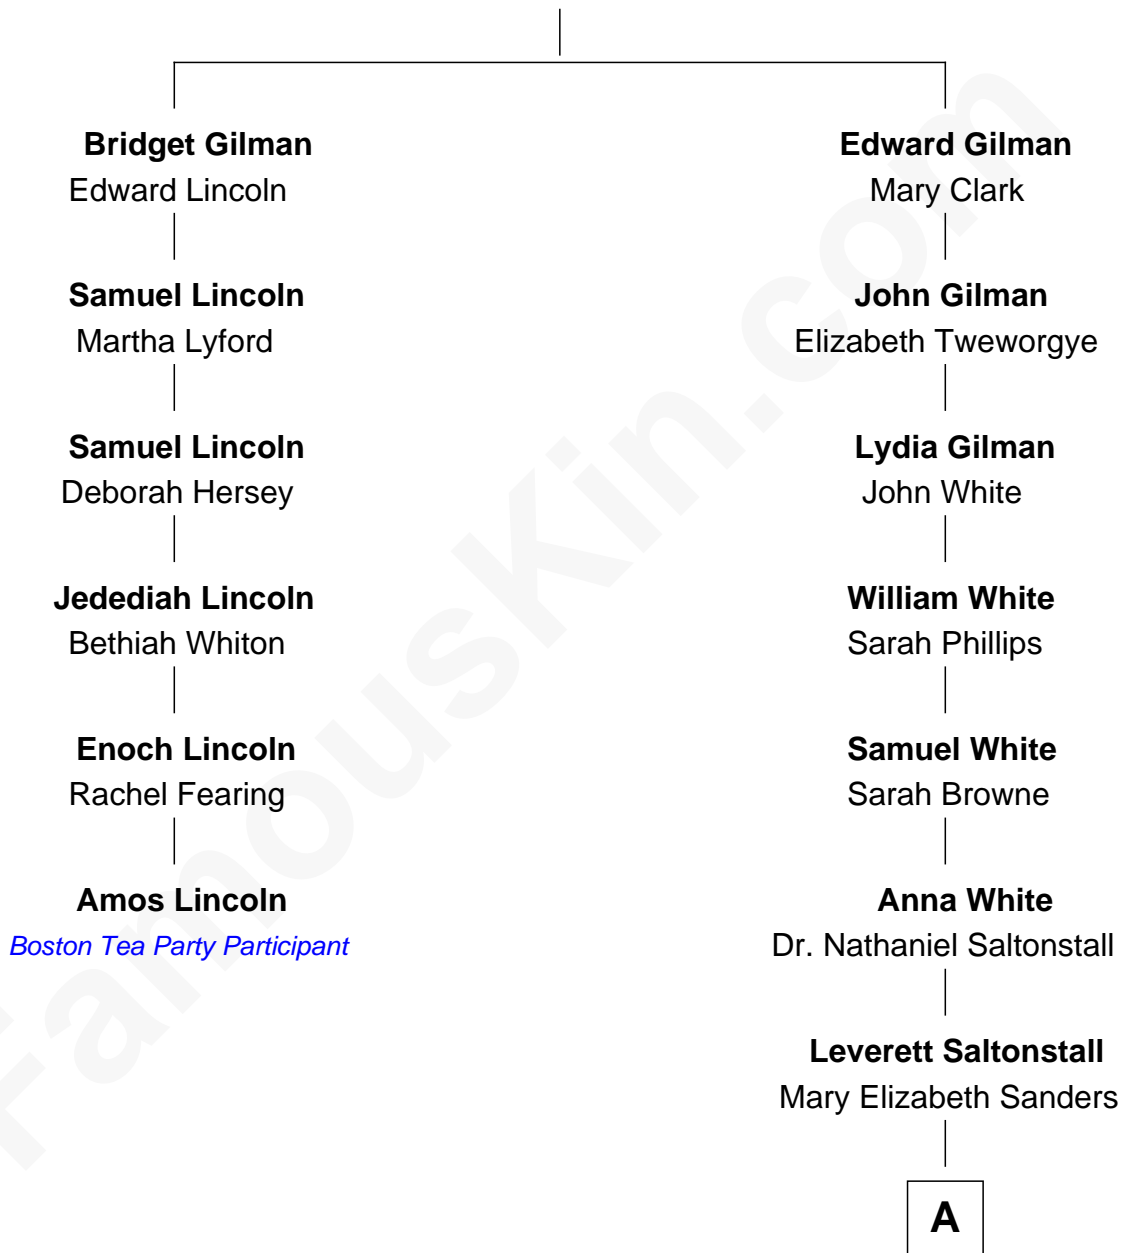 Bridget Gilman
Edward Lincoln
Samuel Lincoln
Martha Lyford
Samuel Lincoln
Deborah Hersey
Jedediah Lincoln
Bethiah Whiton
Enoch Lincoln
Rachel Fearing
Amos Lincoln
Boston Tea Party Participant
Edward Gilman
Mary Clark
John Gilman
Elizabeth Tweworgye
Lydia Gilman
John White
William White
Sarah Phillips
Samuel White
Sarah Browne
Anna White
Dr. Nathaniel Saltonstall
Leverett Saltonstall
Mary Elizabeth Sanders
A
FamousKin.com